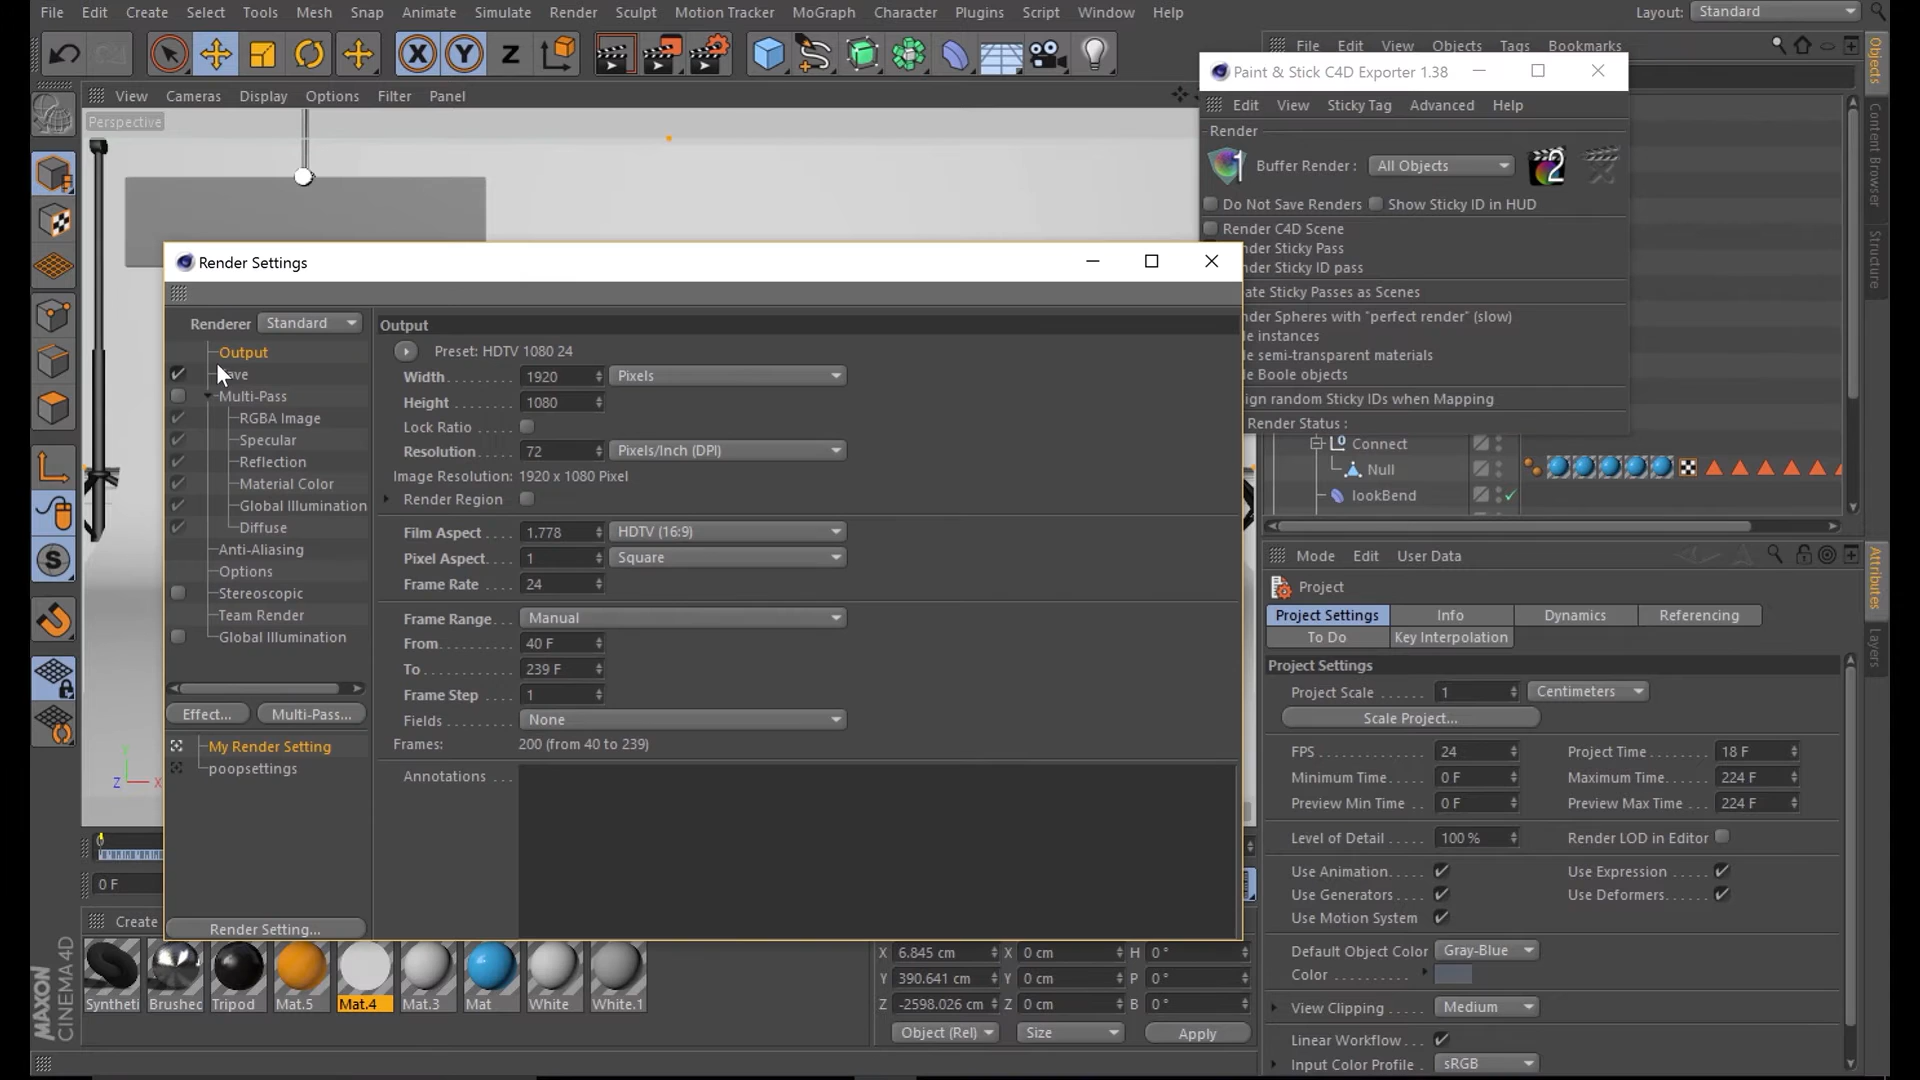 File Edit Create Select Tools Mesh Snap Animate Simulate Render Sculpt Motion Tracker MoGraph Character Plugins Script Window Help Layout: Standard
X Y Z
File Edit View Objects Tags Bookmarks
Paint & Stick C4D Exporter 1.38
View Cameras Display Options Filter Panel
Edit View Sticky Tag Advanced Help
Perspective
Render
1 Buffer Render : All Objects 2
Do Not Save Renders Show Sticky ID in HUD
Render C4D Scene
nder Sticky Pass
nder Sticky ID pass
ate Sticky Passes as Scenes
nder Spheres with "perfect render" (slow)
le instances
le semi-transparent materials
le Boole objects
ign random Sticky IDs when Mapping
Render Status :
Connect
Null
lookBend
Objects
Content Browser
Structure
Render Settings
Renderer Standard
Output
ave
Multi-Pass
RGBA Image
Specular
Reflection
Material Color
Global Illumination
Diffuse
Anti-Aliasing
Options
Stereoscopic
Team Render
Global Illumination
Effect... Multi-Pass...
My Render Setting
poopsettings
Render Setting...
Output
Preset: HDTV 1080 24
Width 1920 Pixels
Height 1080
Lock Ratio
Resolution 72 Pixels/Inch (DPI)
Image Resolution: 1920 x 1080 Pixel
Render Region
Film Aspect 1.778 HDTV (16:9)
Pixel Aspect 1 Square
Frame Rate 24
Frame Range Manual
From 40 F
To 239 F
Frame Step 1
Fields None
Frames: 200 (from 40 to 239)
Annotations
Mode Edit User Data
Project
Project Settings Info Dynamics Referencing
To Do Key Interpolation
Project Settings
Project Scale 1 Centimeters
Scale Project...
FPS 24 Project Time 18 F
Minimum Time 0 F Maximum Time 224 F
Preview Min Time 0 F Preview Max Time 224 F
Level of Detail 100 % Render LOD in Editor
Use Animation Use Expression
Use Generators Use Deformers
Use Motion System
Default Object Color Gray-Blue
Color
View Clipping Medium
Linear Workflow
Input Color Profile sRGB
Attributes
Layers
Y
Z X
0
0 F
Create
Syntheti Brushec Tripod Mat.5 Mat.4 Mat.3 Mat White White.1
X 6.845 cm X 0 cm H 0 °
Y 390.641 cm Y 0 cm P 0 °
Z -2598.026 cm Z 0 cm B 0 °
Object (Rel) Size Apply
MAXON
CINEMA 4D